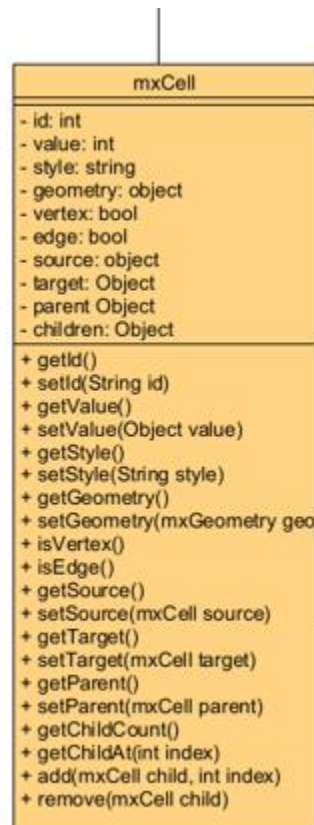 mxCell
- id: int
- value: int
- style: string
- geometry: object
- vertex: bool
- edge: bool
- source: object
- target: Object
- parent Object
- children: Object
+ getId()
+ setId(String id)
+ getValue()
+ setValue(Object value)
+ getStyle()
+ setStyle(String style)
+ getGeometry()
+ setGeometry(mxGeometry geo
+ isVertex()
+ isEdge()
+ getSource()
+ setSource(mxCell source)
+ getTarget()
+ setTarget(mxCell target)
+ getParent()
+ setParent(mxCell parent)
+ getChildCount()
+ getChildAt(int index)
+ add(mxCell child, int index)
+ remove(mxCell child)